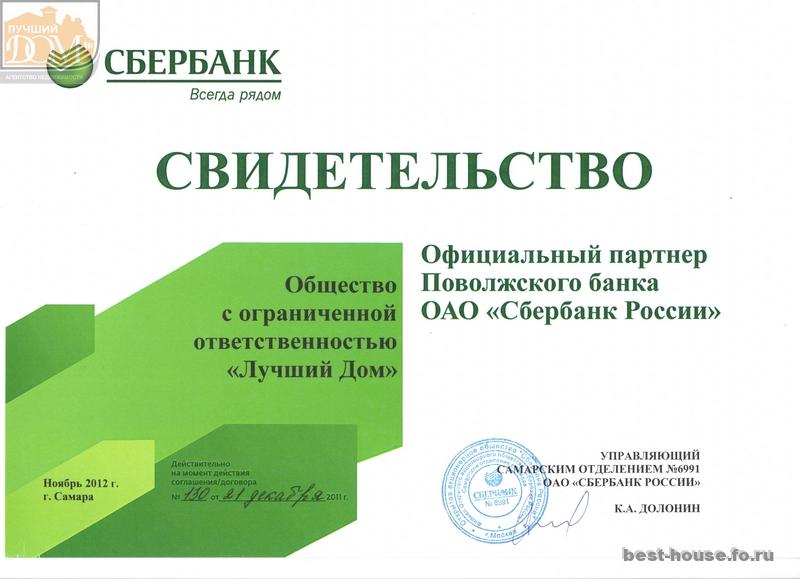 ЛУЧШИЙ
ДОМ
АГЕНТСТВО НЕДВИЖИМОСТИ
СБЕРБАНК
Всегда рядом
СВИДЕТЕЛЬСТВО
Официальный партнер
Поволжского банка
ОАО «Сбербанк России»
Общество
с ограниченной
ответственностью
«Лучший Дом»
Ноябрь 2012 г.
г. Самара
Действительно
на момент действия
соглашения/договора
№ 130 от 21 декабря 2011 г.
УПРАВЛЯЮЩИЙ
САМАРСКИМ ОТДЕЛЕНИЕМ №6991
ОАО «СБЕРБАНК РОССИИ»
К.А. ДОЛОНИН
СБЕРБАНК
№ 6991
г. Москва
best-house.fo.ru